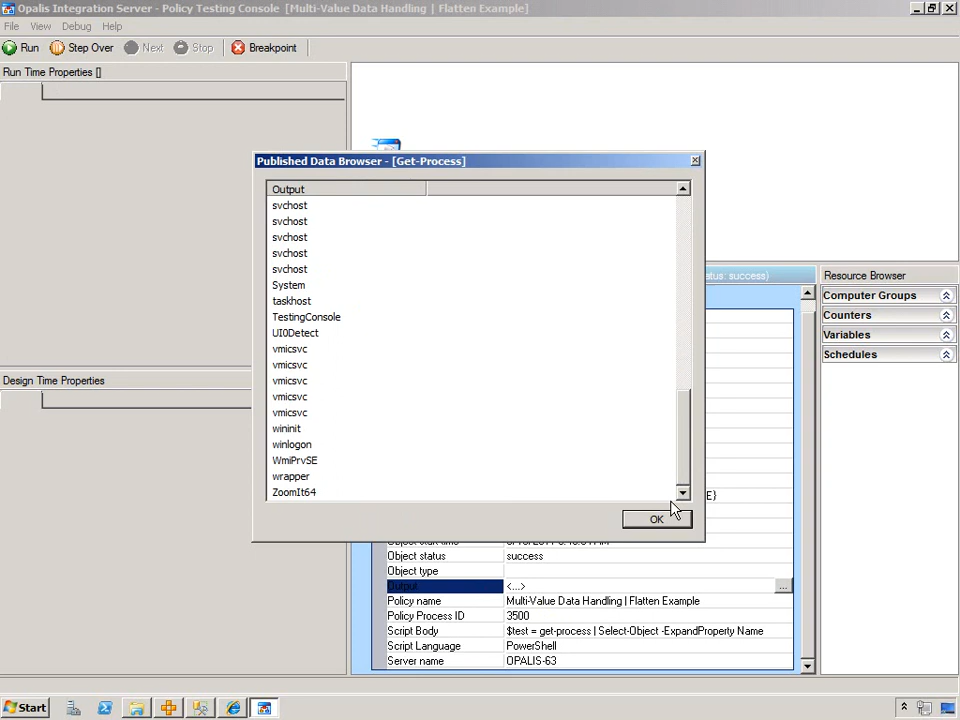 Opalis Integration Server - Policy Testing Console [Multi-Value Data Handling | Flatten Example]
File View Debug Help
Run Step Over Next Stop Breakpoint
Run Time Properties []
Published Data Browser - [Get-Process]
Output
svchost
svchost
svchost
svchost
svchost
System
taskhost
TestingConsole
UI0Detect
vmicsvc
vmicsvc
vmicsvc
vmicsvc
vmicsvc
wininit
winlogon
WmiPrvSE
wrapper
ZoomIt64
OK
Design Time Properties
atus: success)
E}
Object status success
Object type
Output <...> ...
Policy name Multi-Value Data Handling | Flatten Example
Policy Process ID 3500
Script Body $test = get-process | Select-Object -ExpandProperty Name
Script Language PowerShell
Server name OPALIS-63
Resource Browser
Computer Groups
Counters
Variables
Schedules
Start